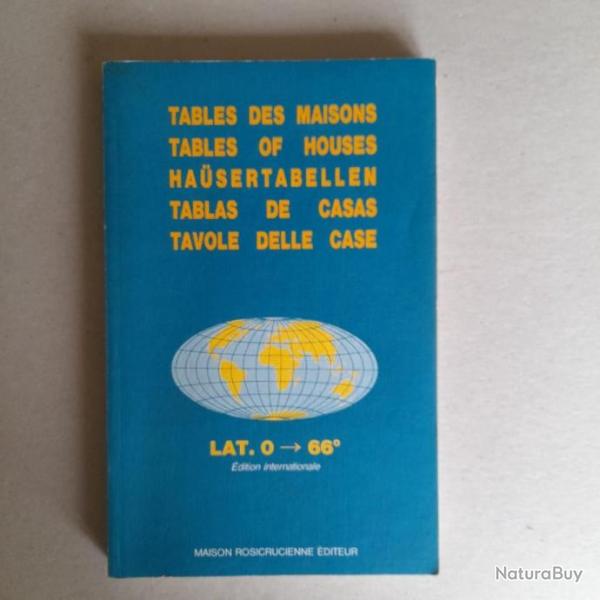 TABLES DES MAISONS
TABLES OF HOUSES
HAÜSERTABELLEN
TABLAS DE CASAS
TAVOLE DELLE CASE
LAT. 0 → 66º
Édition internationale
MAISON ROSICRUCIENNE ÉDITEUR
NaturaBuy